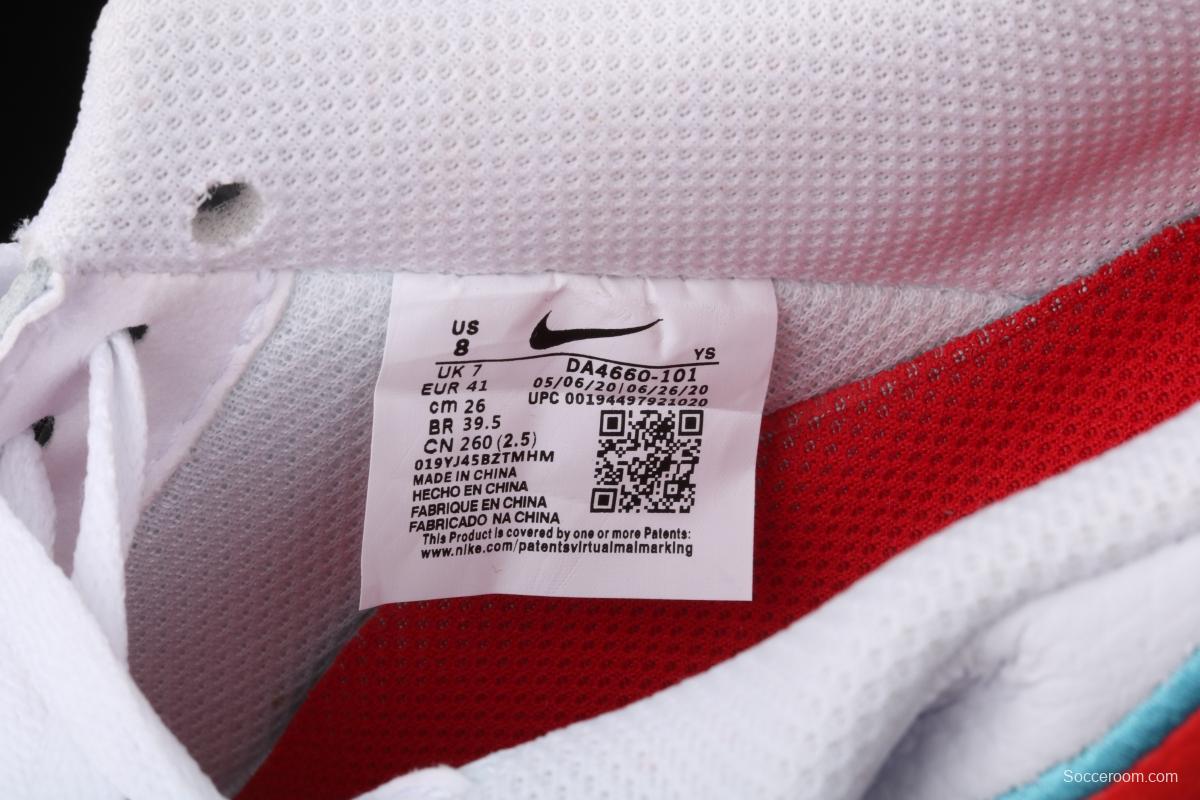 US
8
YS
UK 7
DA4660-101
EUR 41
05/06/20|06/26/20
cm 26
UPC 00194497921020
BR 39.5
CN 260 (2.5)
019YJ45BZTMHM
MADE IN CHINA
HECHO EN CHINA
FABRIQUE EN CHINA
FABRICADO NA CHINA
This Product is covered by one or more Patents:
www.nike.com/patentsvirtualmalmarking
Socceroom.com